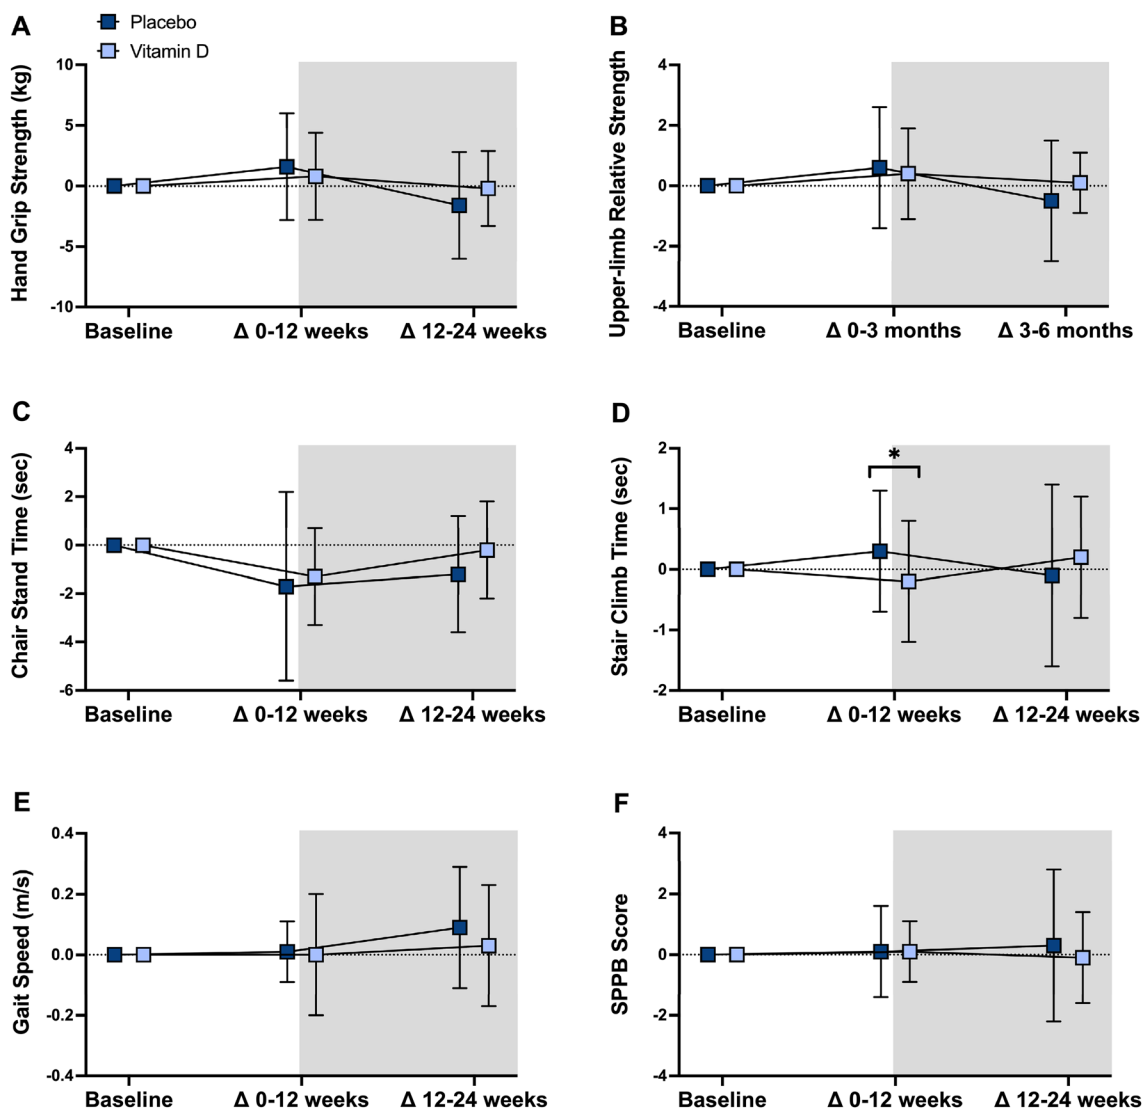 A
Placebo
Vitamin D
Hand Grip Strength (kg)
10
5
0
-5
-10
Baseline
Δ 0-12 weeks
Δ 12-24 weeks
B
Upper-limb Relative Strength
4
2
0
-2
-4
Baseline
Δ 0-3 months
Δ 3-6 months
C
Chair Stand Time (sec)
4
2
0
-2
-4
-6
Baseline
Δ 0-12 weeks
Δ 12-24 weeks
D
Stair Climb Time (sec)
2
1
0
-1
-2
*
Baseline
Δ 0-12 weeks
Δ 12-24 weeks
E
Gait Speed (m/s)
0.4
0.2
0.0
-0.2
-0.4
Baseline
Δ 0-12 weeks
Δ 12-24 weeks
F
SPPB Score
4
2
0
-2
-4
Baseline
Δ 0-12 weeks
Δ 12-24 weeks